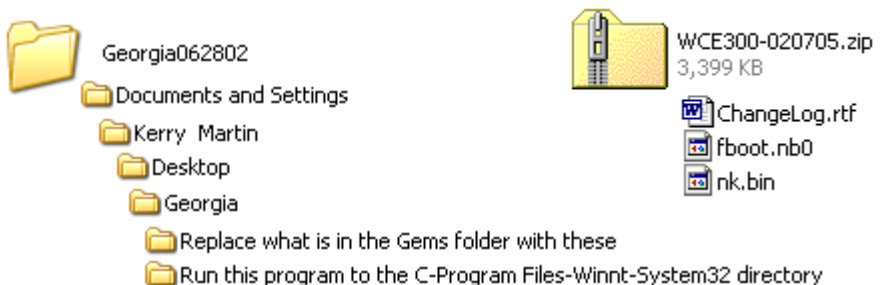 Georgia062802
Documents and Settings
Kerry Martin
Desktop
Georgia
Replace what is in the Gems folder with these
Run this program to the C-Program Files-Winnt-System32 directory
WCE300-020705.zip
3,399 KB
ChangeLog.rtf
fboot.nb0
nk.bin